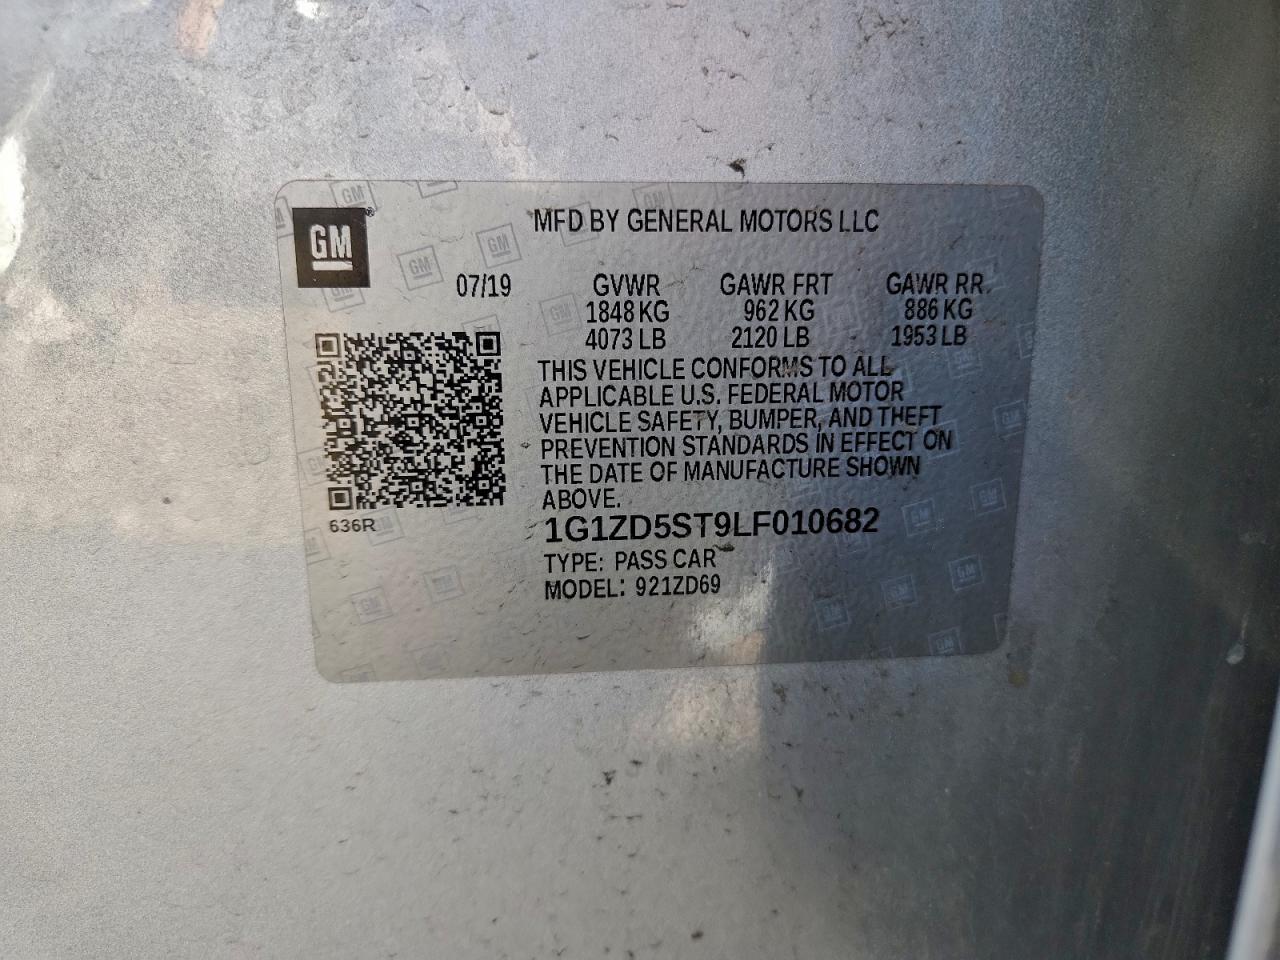 GM
MFD BY GENERAL MOTORS LLC
07/19 GVWR GAWR FRT GAWR RR
1848 KG 962 KG 886 KG
4073 LB 2120 LB 1953 LB
THIS VEHICLE CONFORMS TO ALL
APPLICABLE U.S. FEDERAL MOTOR
VEHICLE SAFETY, BUMPER, AND THEFT
PREVENTION STANDARDS IN EFFECT ON
THE DATE OF MANUFACTURE SHOWN
ABOVE.
636R
1G1ZD5ST9LF010682
TYPE: PASS CAR
MODEL: 921ZD69